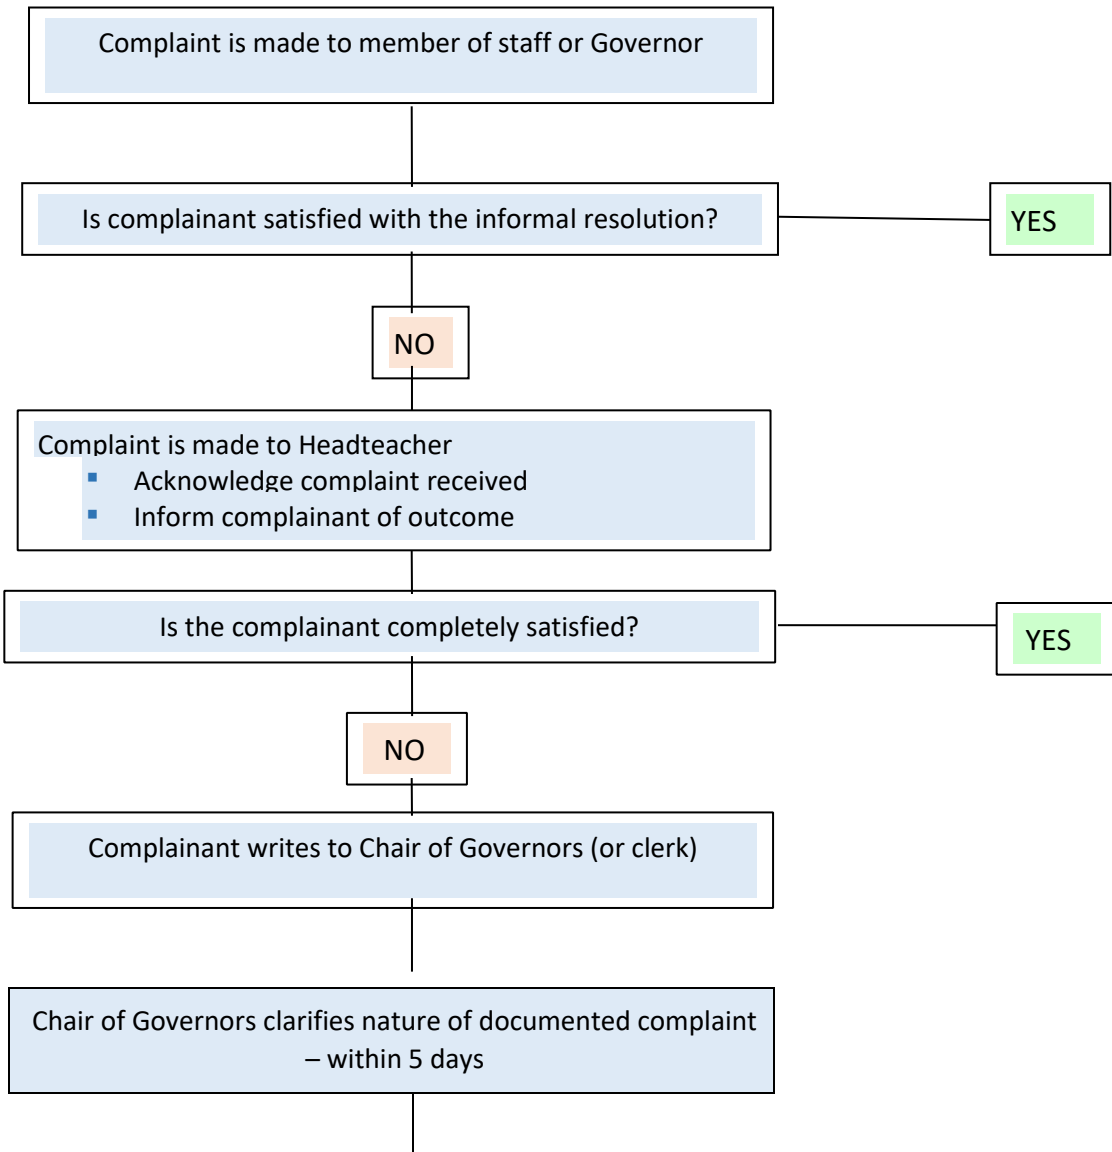 Complaint is made to member of staff or Governor
Is complainant satisfied with the informal resolution?
YES
NO
Complaint is made to Headteacher
▪ Acknowledge complaint received
▪ Inform complainant of outcome
Is the complainant completely satisfied?
YES
NO
Complainant writes to Chair of Governors (or clerk)
Chair of Governors clarifies nature of documented complaint
– within 5 days